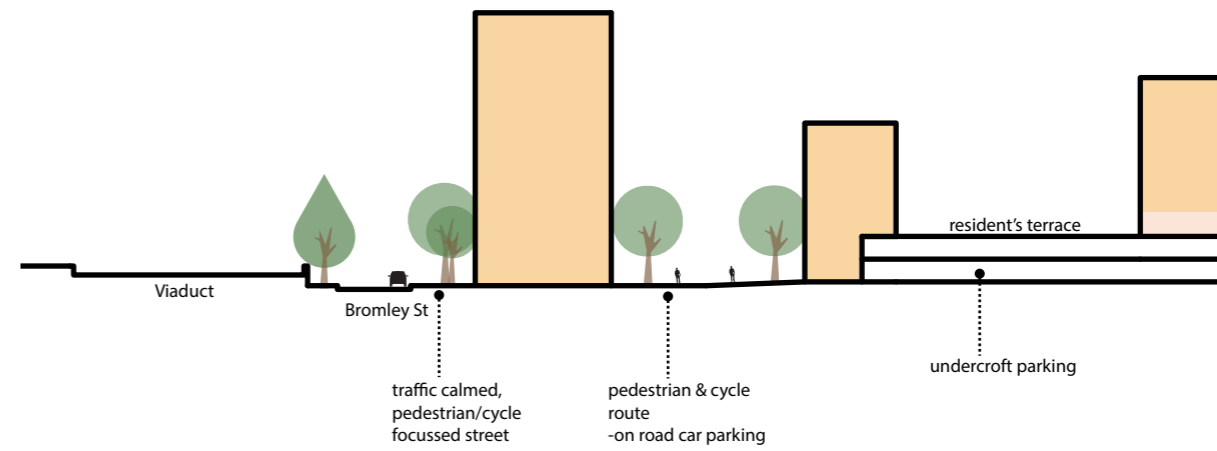 resident's terrace
Viaduct
Bromley St
undercroft parking
traffic calmed,
pedestrian/cycle
focussed street
pedestrian & cycle
route
-on road car parking